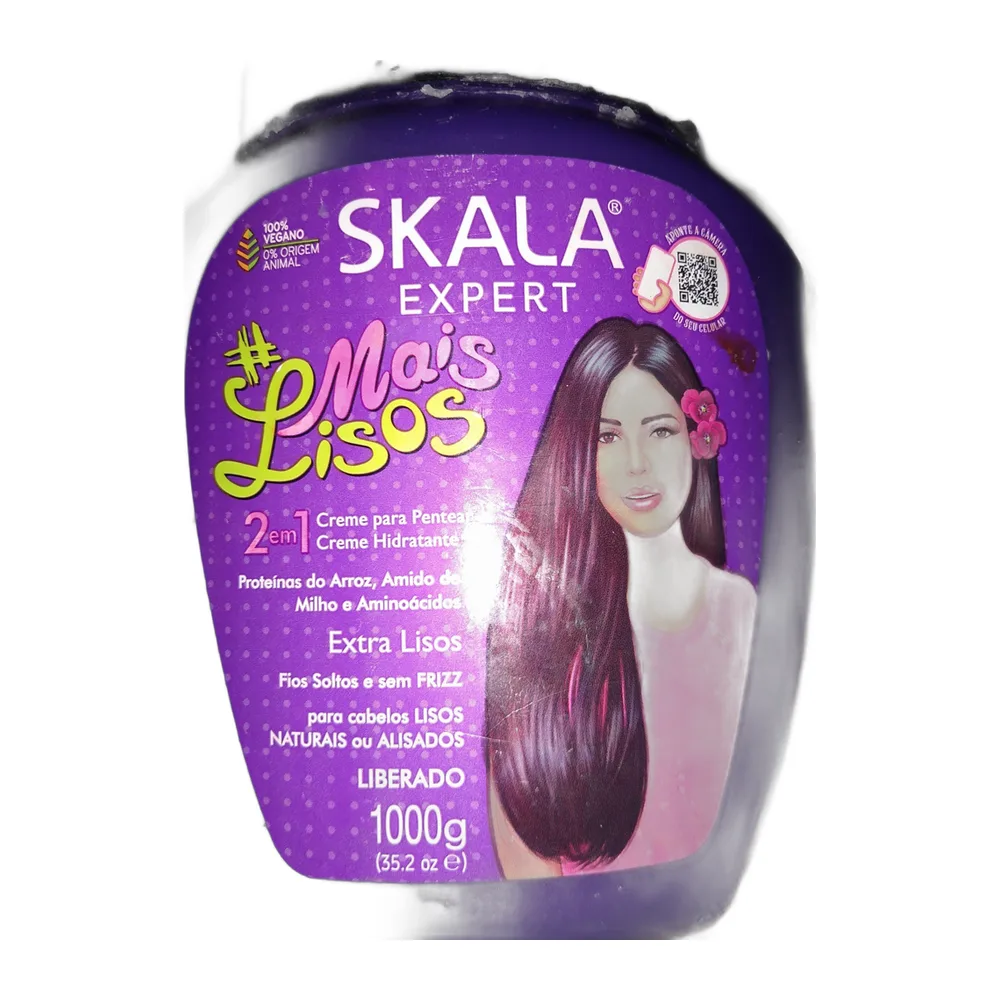 100%
VEGANO
0% ORIGEM
ANIMAL
SKALA®
EXPERT
APONTE A CÂMERA
DO SEU CELULAR
#Mais
Lisos
2em1 Creme para Pentear
Creme Hidratante
Proteínas do Arroz, Amido de
Milho e Aminoácidos
Extra Lisos
Fios Soltos e sem FRIZZ
para cabelos LISOS
NATURAIS ou ALISADOS
LIBERADO
1000g
(35.2 oz ℮)